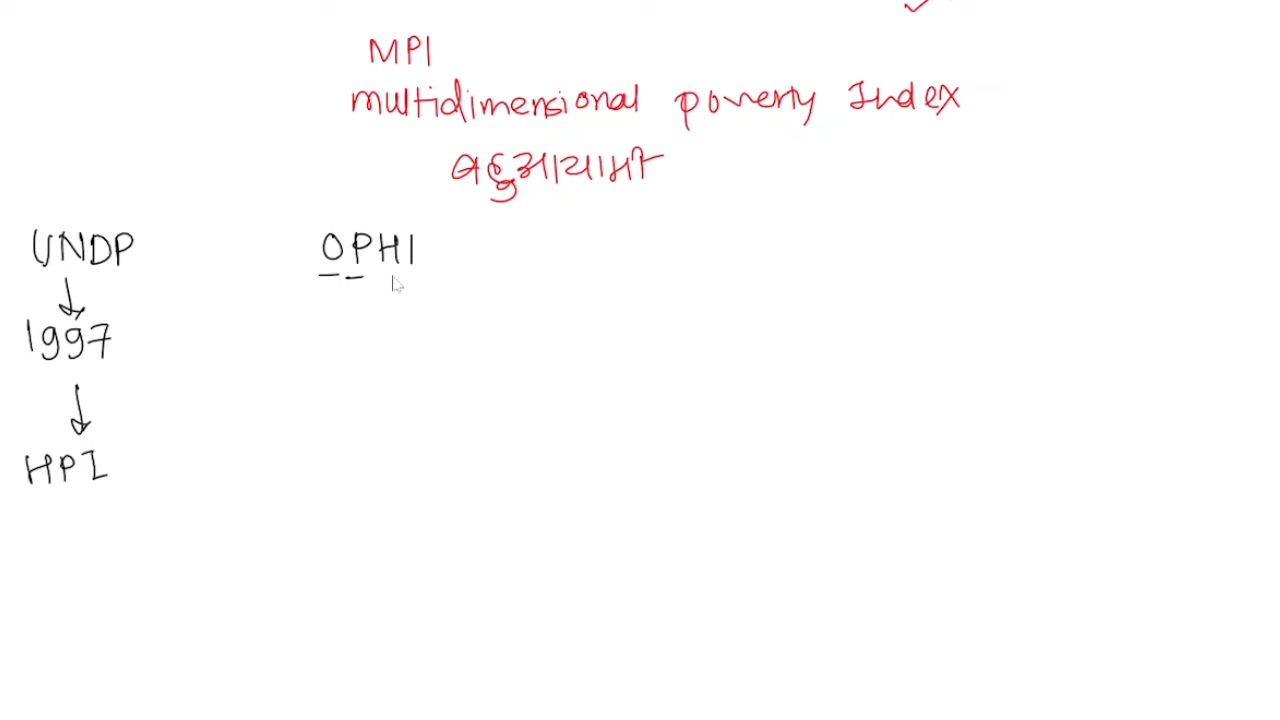 MPI
multidimensional poverty Index
બહુઆયામી
UNDP OPHI
1997
HPI